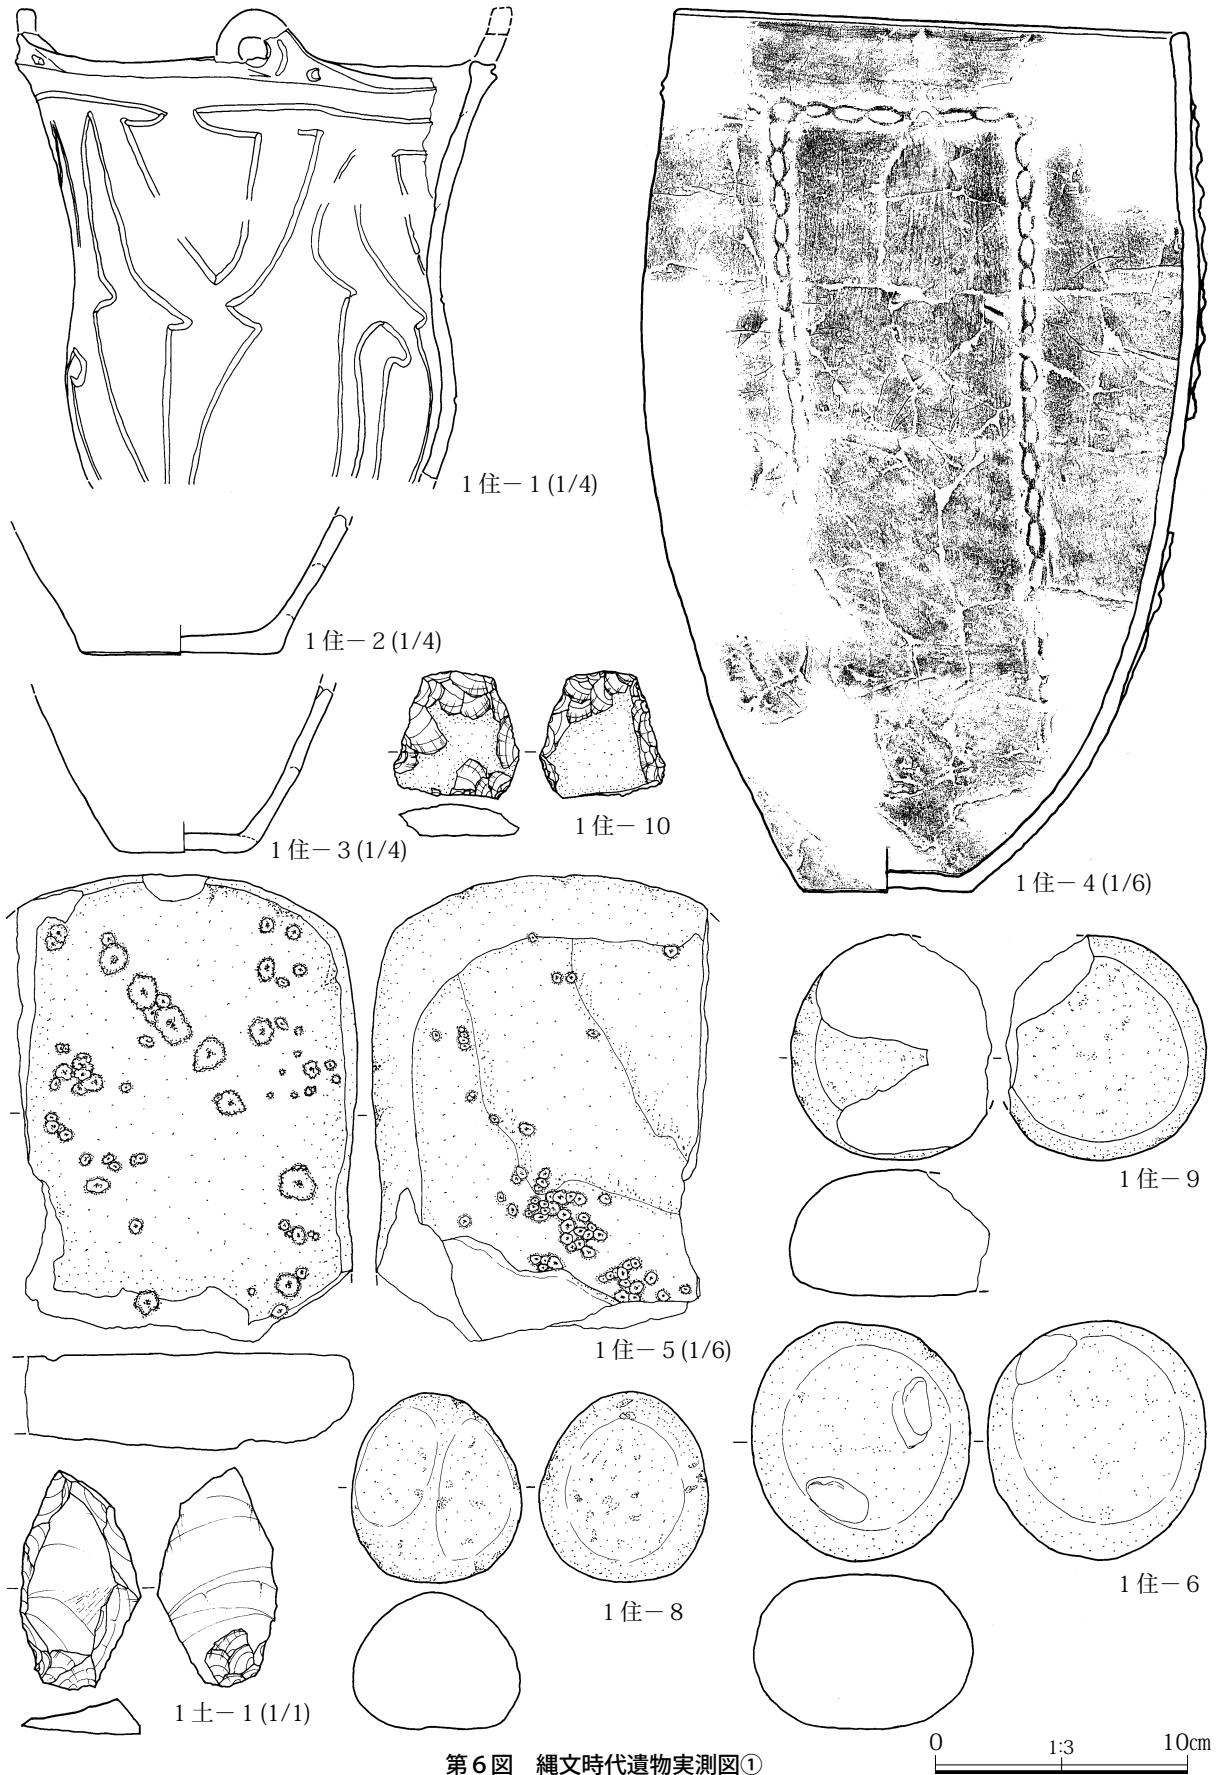 1住－1 (1/4)
1住－2 (1/4)
1住－3 (1/4)
1住－10
1住－4 (1/6)
1住－9
1住－5 (1/6)
1住－8
1住－6
1土－1 (1/1)
0 1:3 10㎝
第6図　縄文時代遺物実測図①